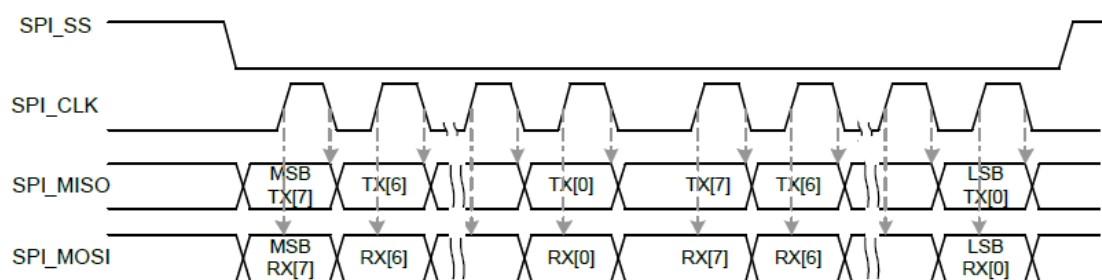 SPI_SS
SPI_CLK
SPI_MISO
MSB
TX[7]
TX[6]
TX[0]
TX[7]
TX[6]
LSB
TX[0]
SPI_MOSI
MSB
RX[7]
RX[6]
RX[0]
RX[7]
RX[6]
LSB
RX[0]